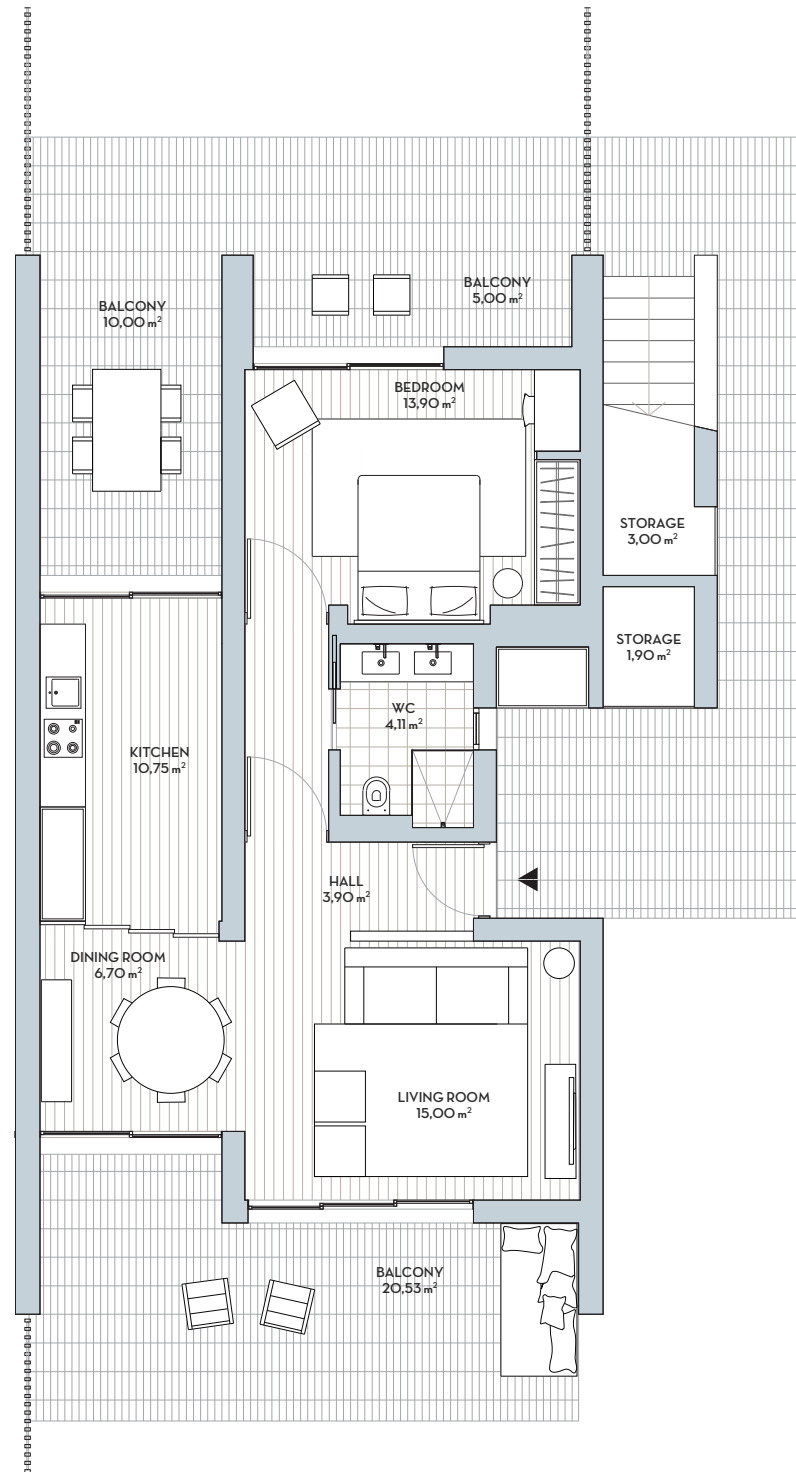 BALCONY
5,00 m²
BALCONY
10,00 m²
BEDROOM
13,90 m²
STORAGE
3,00 m²
STORAGE
1,90 m²
WC
4,11 m²
KITCHEN
10,75 m²
HALL
3,90 m²
DINING ROOM
6,70 m²
LIVING ROOM
15,00 m²
BALCONY
20,53 m²